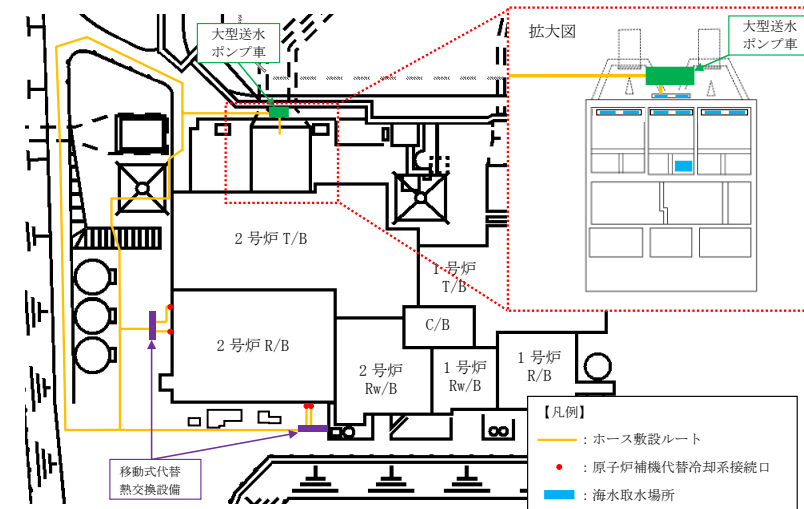 大型送水
ポンプ車
拡大図
大型送水
ポンプ車
2 号炉 T/B
1 号炉
T/B
C/B
2 号炉 R/B
2 号炉
Rw/B
1 号炉
Rw/B
1 号炉
R/B
移動式代替
熱交換設備
【凡例】
：ホース敷設ルート
：原子炉補機代替冷却系接続口
：海水取水場所